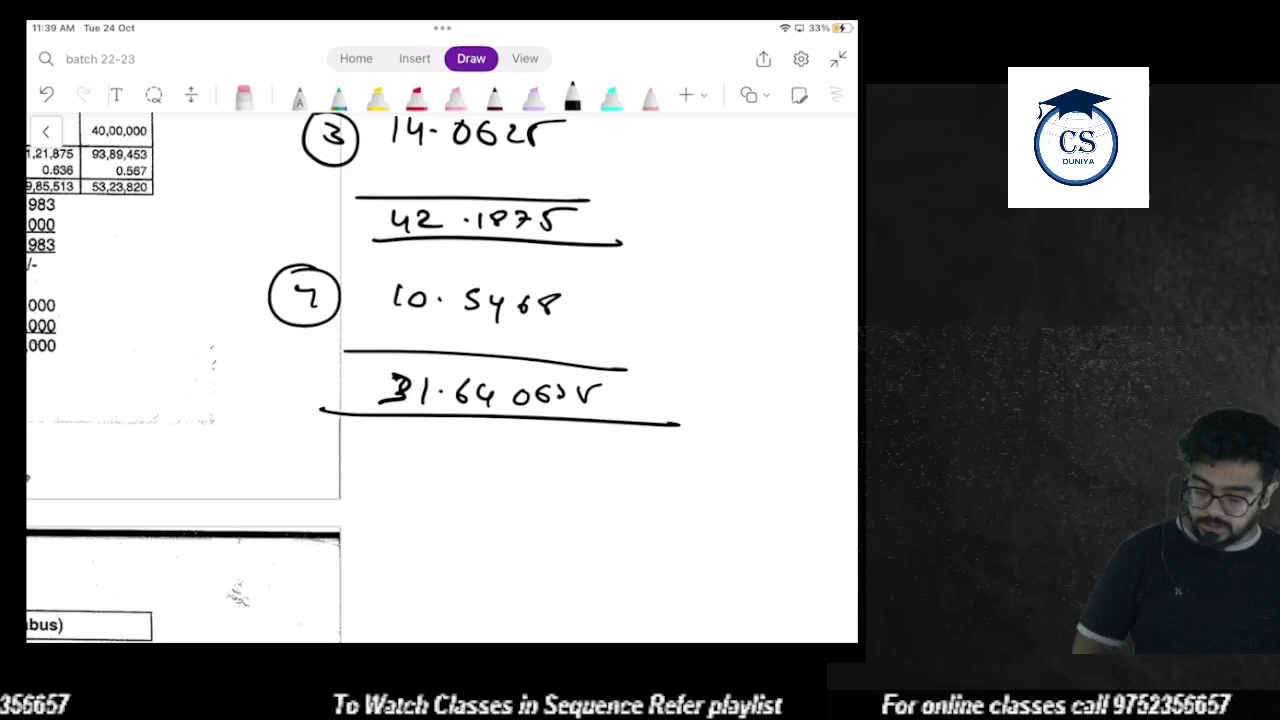 11:39 AM Tue 24 Oct
33%
batch 22-23
Home Insert Draw View
40,00,000
1,21,875 93,89,453
0.636 0.567
9,85,513 53,23,820
983
000
983
/-
000
000
,000
3 14.0625
42.1875
4 10.5468
31.640625
bus)
CS
DUNIYA
356657 To Watch Classes in Sequence Refer playlist For online classes call 9752356657